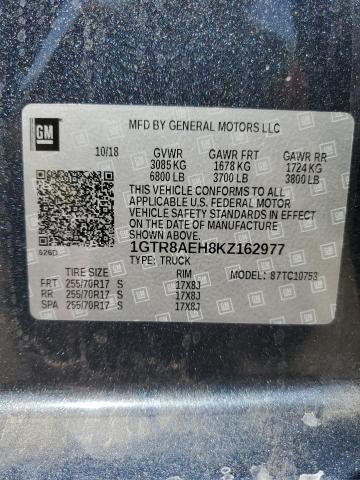 GM
MFD BY GENERAL MOTORS LLC
10/18 GVWR GAWR FRT GAWR RR
3085 KG 1678 KG 1724 KG
6800 LB 3700 LB 3800 LB
THIS VEHICLE CONFORMS TO ALL
APPLICABLE U.S. FEDERAL MOTOR
VEHICLE SAFETY STANDARDS IN EFFECT
ON THE DATE OF MANUFACTURE
SHOWN ABOVE.
1GTR8AEH8KZ162977
626D TYPE: TRUCK
TIRE SIZE RIM MODEL: 87TC10753
FRT 255/70R17 S 17X8J
RR 255/70R17 S 17X8J
SPA 255/70R17 S 17X8J